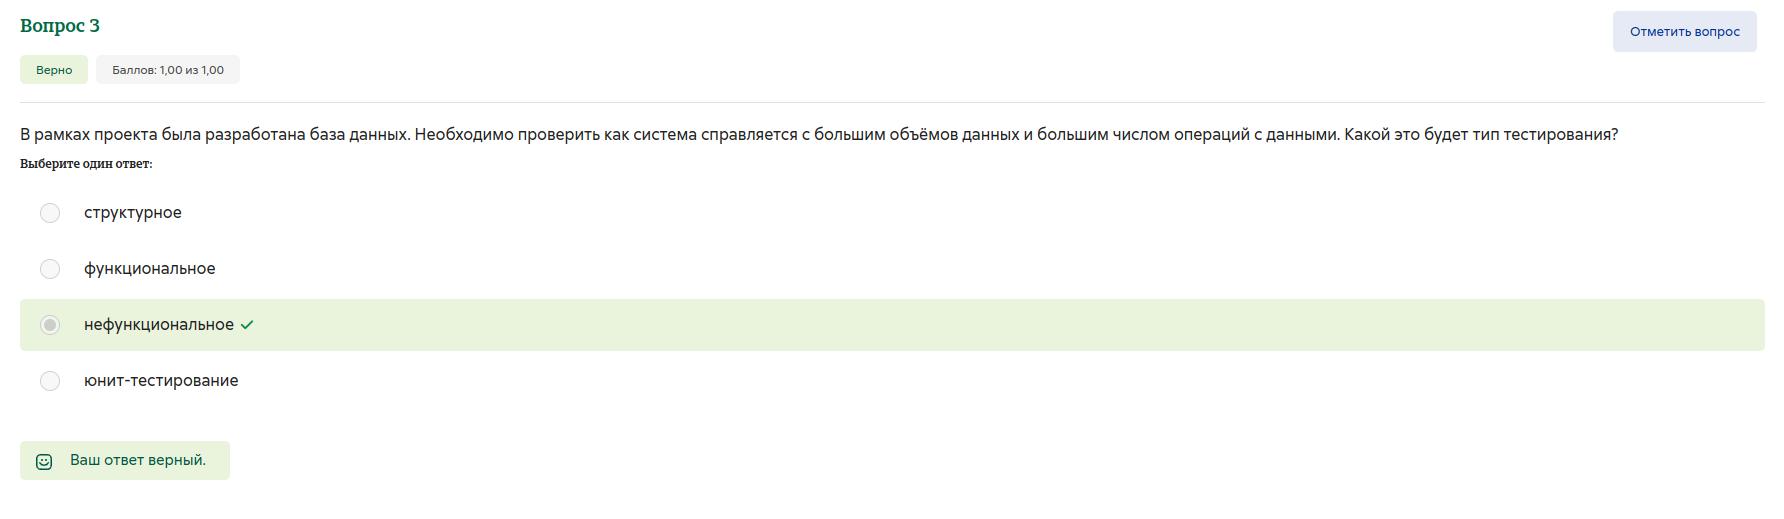 Вопрос 3
Отметить вопрос
Верно
Баллов: 1,00 из 1,00
В рамках проекта была разработана база данных. Необходимо проверить как система справляется с большим объёмов данных и большим числом операций с данными. Какой это будет тип тестирования?
Выберите один ответ:
структурное
функциональное
нефункциональное
юнит-тестирование
Ваш ответ верный.